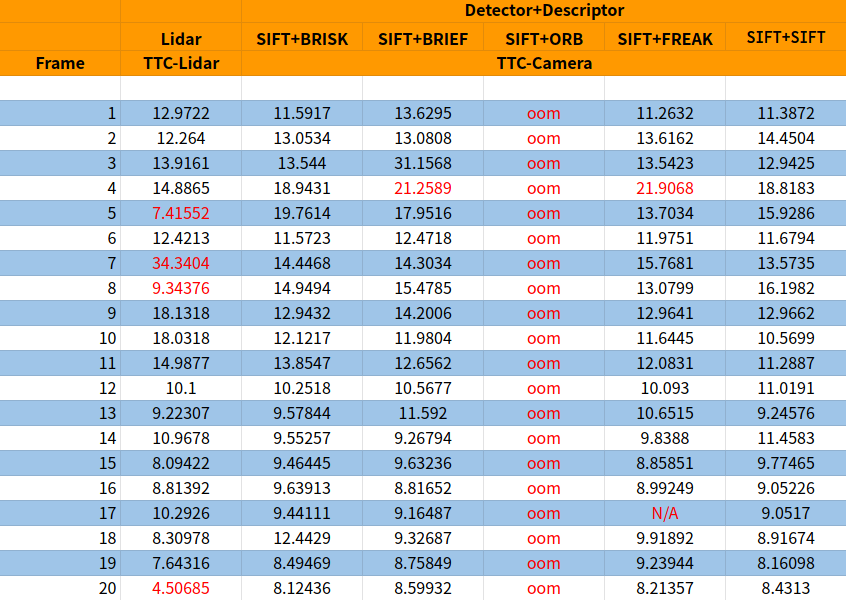 Detector+Descriptor
Lidar SIFT+BRISK SIFT+BRIEF SIFT+ORB SIFT+FREAK SIFT+SIFT
Frame TTC-Lidar TTC-Camera
1 12.9722 11.5917 13.6295 oom 11.2632 11.3872
2 12.264 13.0534 13.0808 oom 13.6162 14.4504
3 13.9161 13.544 31.1568 oom 13.5423 12.9425
4 14.8865 18.9431 21.2589 oom 21.9068 18.8183
5 7.41552 19.7614 17.9516 oom 13.7034 15.9286
6 12.4213 11.5723 12.4718 oom 11.9751 11.6794
7 34.3404 14.4468 14.3034 oom 15.7681 13.5735
8 9.34376 14.9494 15.4785 oom 13.0799 16.1982
9 18.1318 12.9432 14.2006 oom 12.9641 12.9662
10 18.0318 12.1217 11.9804 oom 11.6445 10.5699
11 14.9877 13.8547 12.6562 oom 12.0831 11.2887
12 10.1 10.2518 10.5677 oom 10.093 11.0191
13 9.22307 9.57844 11.592 oom 10.6515 9.24576
14 10.9678 9.55257 9.26794 oom 9.8388 11.4583
15 8.09422 9.46445 9.63236 oom 8.85851 9.77465
16 8.81392 9.63913 8.81652 oom 8.99249 9.05226
17 10.2926 9.44111 9.16487 oom N/A 9.0517
18 8.30978 12.4429 9.32687 oom 9.91892 8.91674
19 7.64316 8.49469 8.75849 oom 9.23944 8.16098
20 4.50685 8.12436 8.59932 oom 8.21357 8.4313